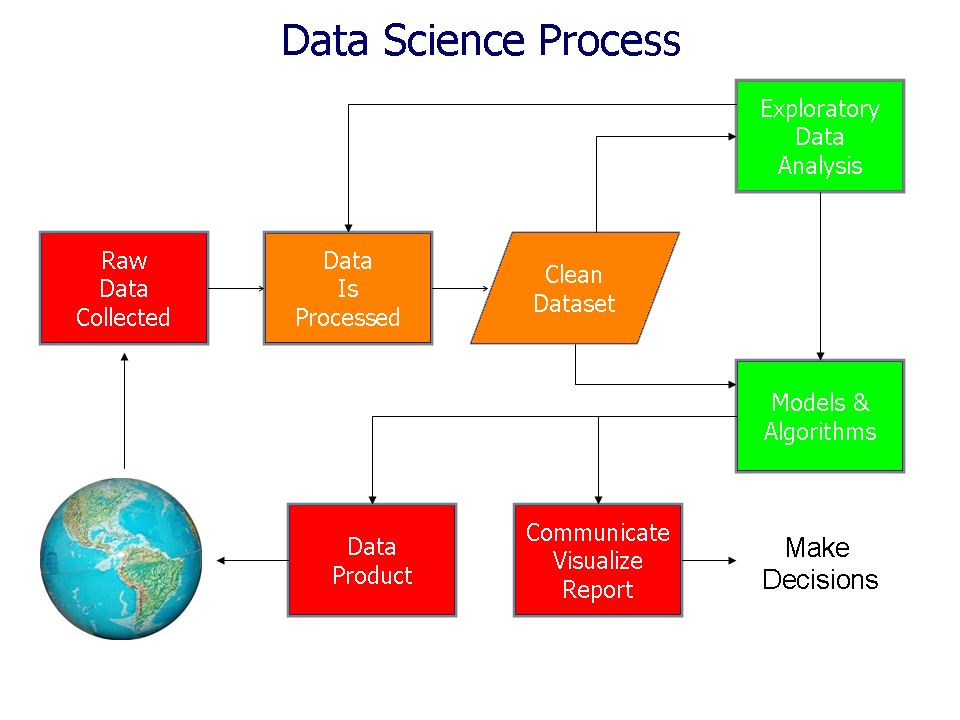 Data Science Process
Exploratory
Data
Analysis
Raw
Data
Collected
Data
Is
Processed
Clean
Dataset
Models &
Algorithms
Data
Product
Communicate
Visualize
Report
Make
Decisions